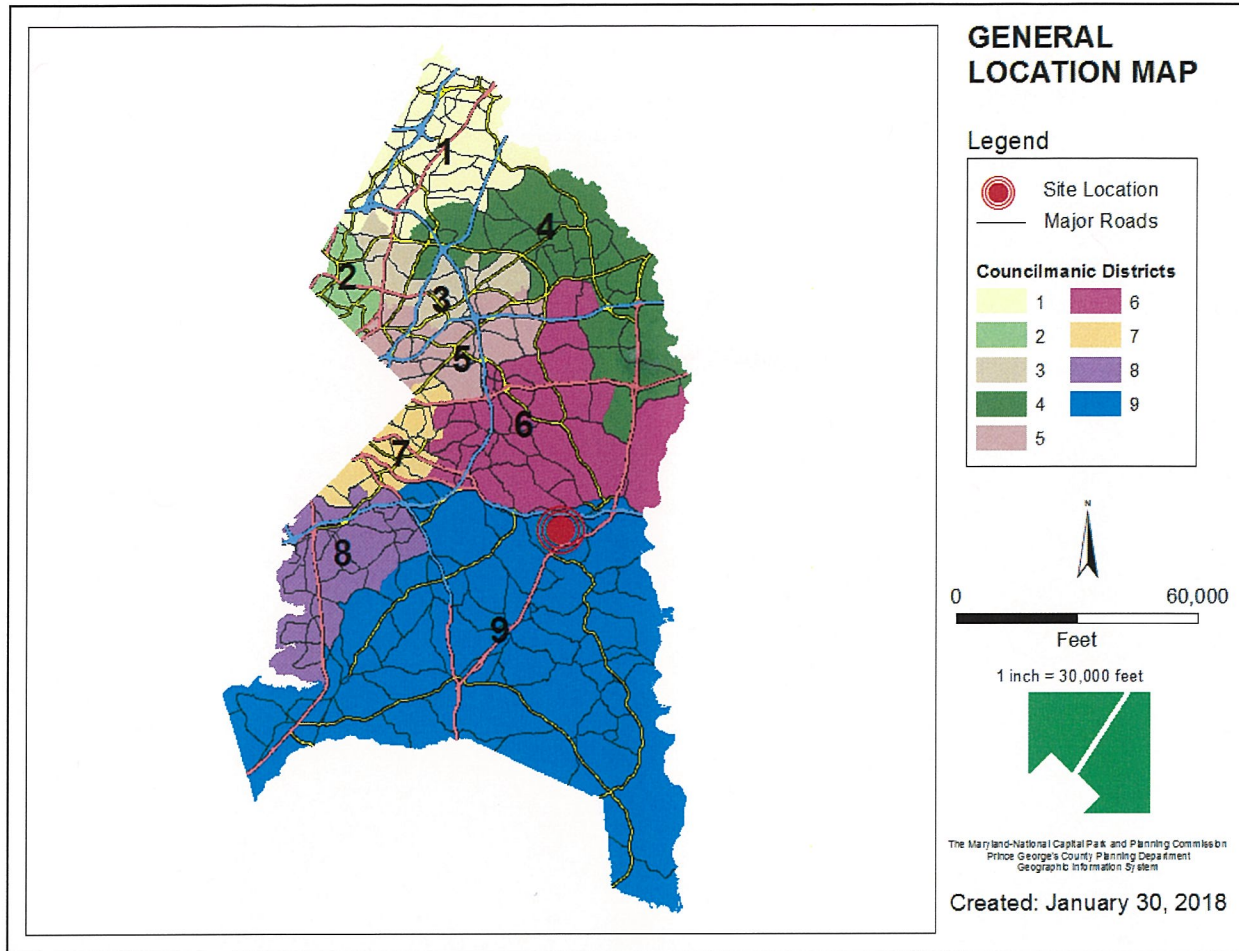 GENERAL
LOCATION MAP
Legend
Site Location
Major Roads
Councilmanic Districts
1
2
3
4
5
6
7
8
9
N
0 60,000
Feet
1 inch = 30,000 feet
The Maryland-National Capital Park and Planning Commission
Prince George's County Planning Department
Geographic Information System
Created: January 30, 2018
1
4
2
3
5
6
7
8
9